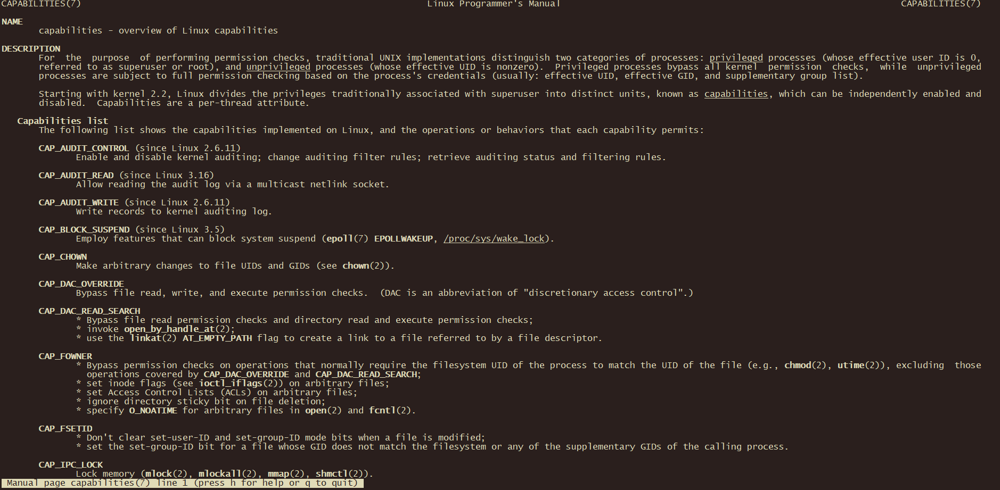 CAPABILITIES(7) Linux Programmer's Manual CAPABILITIES(7)
NAME
capabilities - overview of Linux capabilities
DESCRIPTION
For the purpose of performing permission checks, traditional UNIX implementations distinguish two categories of processes: privileged processes (whose effective user ID is 0,
referred to as superuser or root), and unprivileged processes (whose effective UID is nonzero). Privileged processes bypass all kernel permission checks, while unprivileged
processes are subject to full permission checking based on the process's credentials (usually: effective UID, effective GID, and supplementary group list).
Starting with kernel 2.2, Linux divides the privileges traditionally associated with superuser into distinct units, known as capabilities, which can be independently enabled and
disabled. Capabilities are a per-thread attribute.
Capabilities list
The following list shows the capabilities implemented on Linux, and the operations or behaviors that each capability permits:
CAP_AUDIT_CONTROL (since Linux 2.6.11)
Enable and disable kernel auditing; change auditing filter rules; retrieve auditing status and filtering rules.
CAP_AUDIT_READ (since Linux 3.16)
Allow reading the audit log via a multicast netlink socket.
CAP_AUDIT_WRITE (since Linux 2.6.11)
Write records to kernel auditing log.
CAP_BLOCK_SUSPEND (since Linux 3.5)
Employ features that can block system suspend (epoll(7) EPOLLWAKEUP, /proc/sys/wake_lock).
CAP_CHOWN
Make arbitrary changes to file UIDs and GIDs (see chown(2)).
CAP_DAC_OVERRIDE
Bypass file read, write, and execute permission checks. (DAC is an abbreviation of "discretionary access control".)
CAP_DAC_READ_SEARCH
* Bypass file read permission checks and directory read and execute permission checks;
* invoke open_by_handle_at(2);
* use the linkat(2) AT_EMPTY_PATH flag to create a link to a file referred to by a file descriptor.
CAP_FOWNER
* Bypass permission checks on operations that normally require the filesystem UID of the process to match the UID of the file (e.g., chmod(2), utime(2)), excluding those
operations covered by CAP_DAC_OVERRIDE and CAP_DAC_READ_SEARCH;
* set inode flags (see ioctl_iflags(2)) on arbitrary files;
* set Access Control Lists (ACLs) on arbitrary files;
* ignore directory sticky bit on file deletion;
* specify O_NOATIME for arbitrary files in open(2) and fcntl(2).
CAP_FSETID
* Don't clear set-user-ID and set-group-ID mode bits when a file is modified;
* set the set-group-ID bit for a file whose GID does not match the filesystem or any of the supplementary GIDs of the calling process.
CAP_IPC_LOCK
Lock memory (mlock(2), mlockall(2), mmap(2), shmctl(2)).
Manual page capabilities(7) line 1 (press h for help or q to quit)